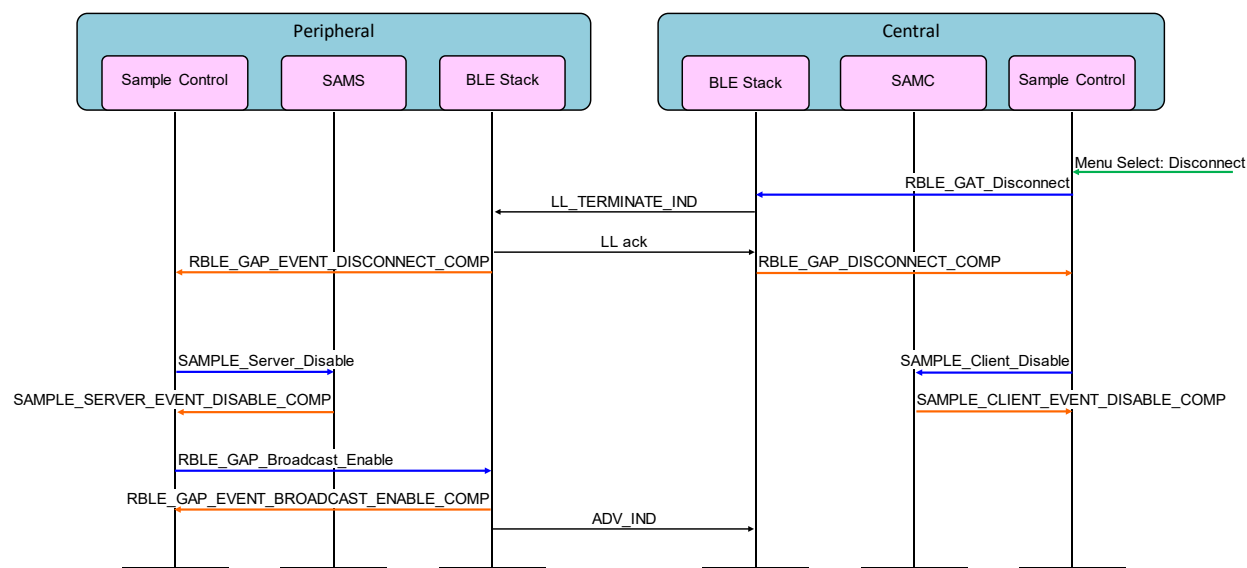 Peripheral
Central
Sample Control
SAMS
BLE Stack
BLE Stack
SAMC
Sample Control
Menu Select: Disconnect
RBLE_GAT_Disconnect
LL_TERMINATE_IND
LL ack
RBLE_GAP_EVENT_DISCONNECT_COMP
RBLE_GAP_DISCONNECT_COMP
SAMPLE_Server_Disable
SAMPLE_Client_Disable
SAMPLE_SERVER_EVENT_DISABLE_COMP
SAMPLE_CLIENT_EVENT_DISABLE_COMP
RBLE_GAP_Broadcast_Enable
RBLE_GAP_EVENT_BROADCAST_ENABLE_COMP
ADV_IND